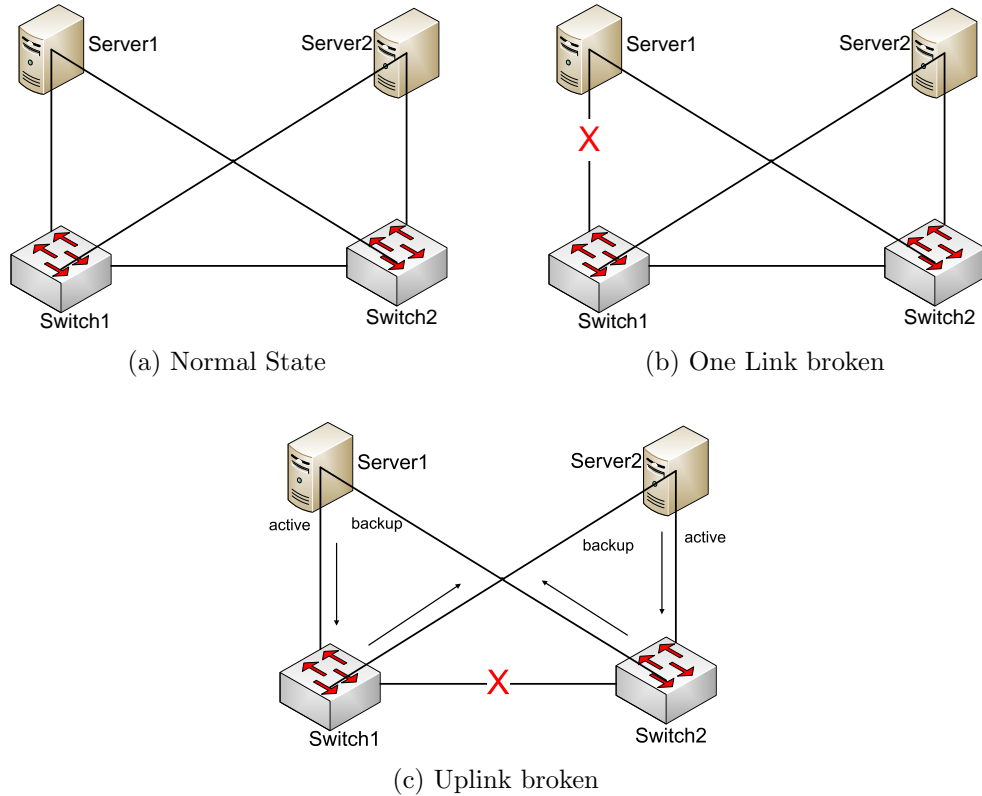 Server1
Server2
Switch1
Switch2
(a) Normal State
Server1
Server2
X
Switch1
Switch2
(b) One Link broken
Server1
Server2
active
backup
backup
active
X
Switch1
Switch2
(c) Uplink broken